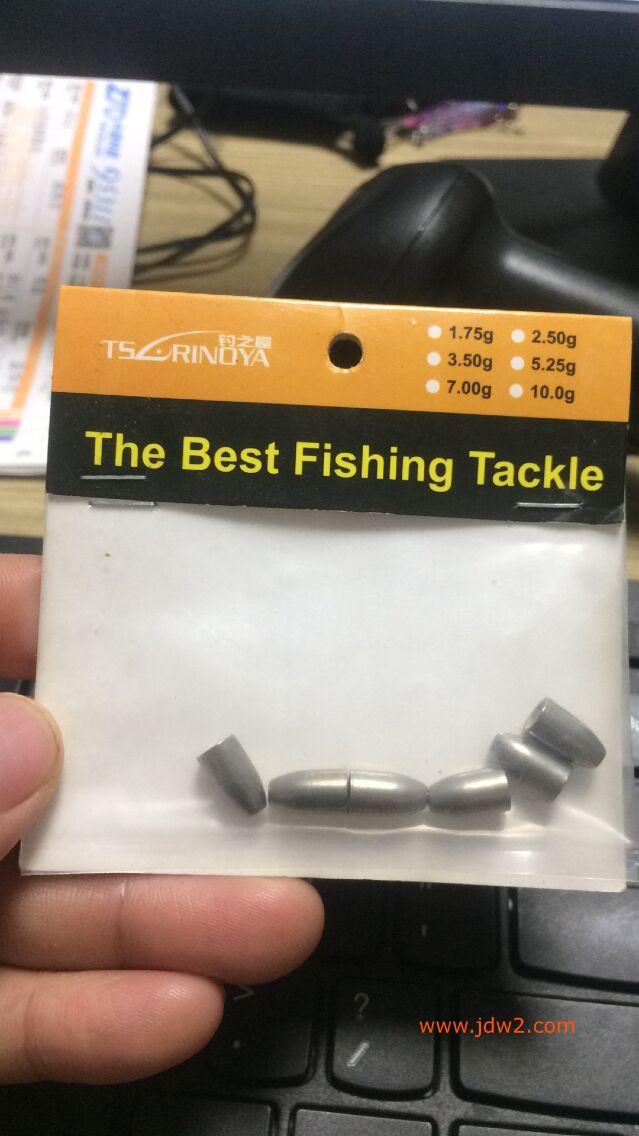 钓之屋
TSURINOYA
1.75g 2.50g
3.50g 5.25g
7.00g 10.0g
The Best Fishing Tackle
95311
?
/
>
.
www.jdw2.com